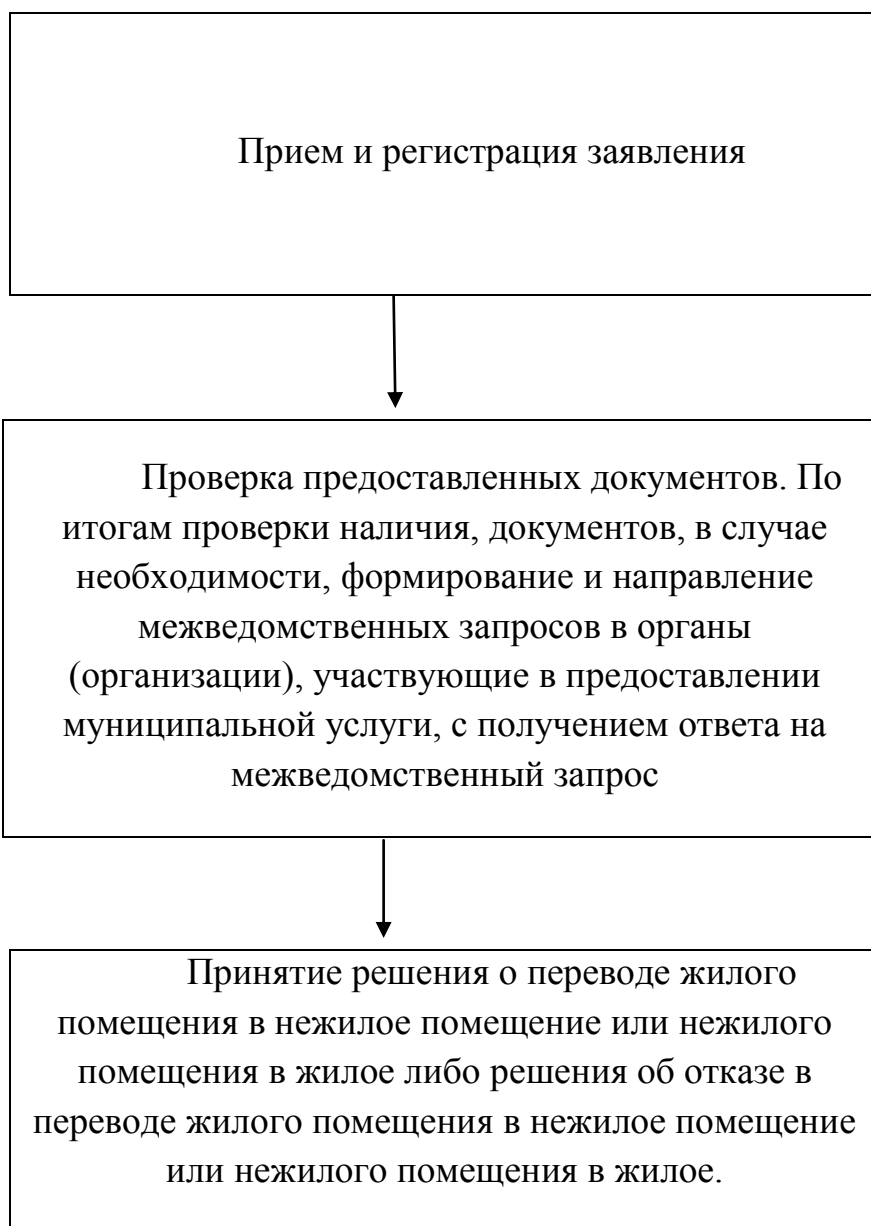 Прием и регистрация заявления
Проверка предоставленных документов. По
итогам проверки наличия, документов, в случае
необходимости, формирование и направление
межведомственных запросов в органы
(организации), участвующие в предоставлении
муниципальной услуги, с получением ответа на
межведомственный запрос
Принятие решения о переводе жилого
помещения в нежилое помещение или нежилого
помещения в жилое либо решения об отказе в
переводе жилого помещения в нежилое помещение
или нежилого помещения в жилое.